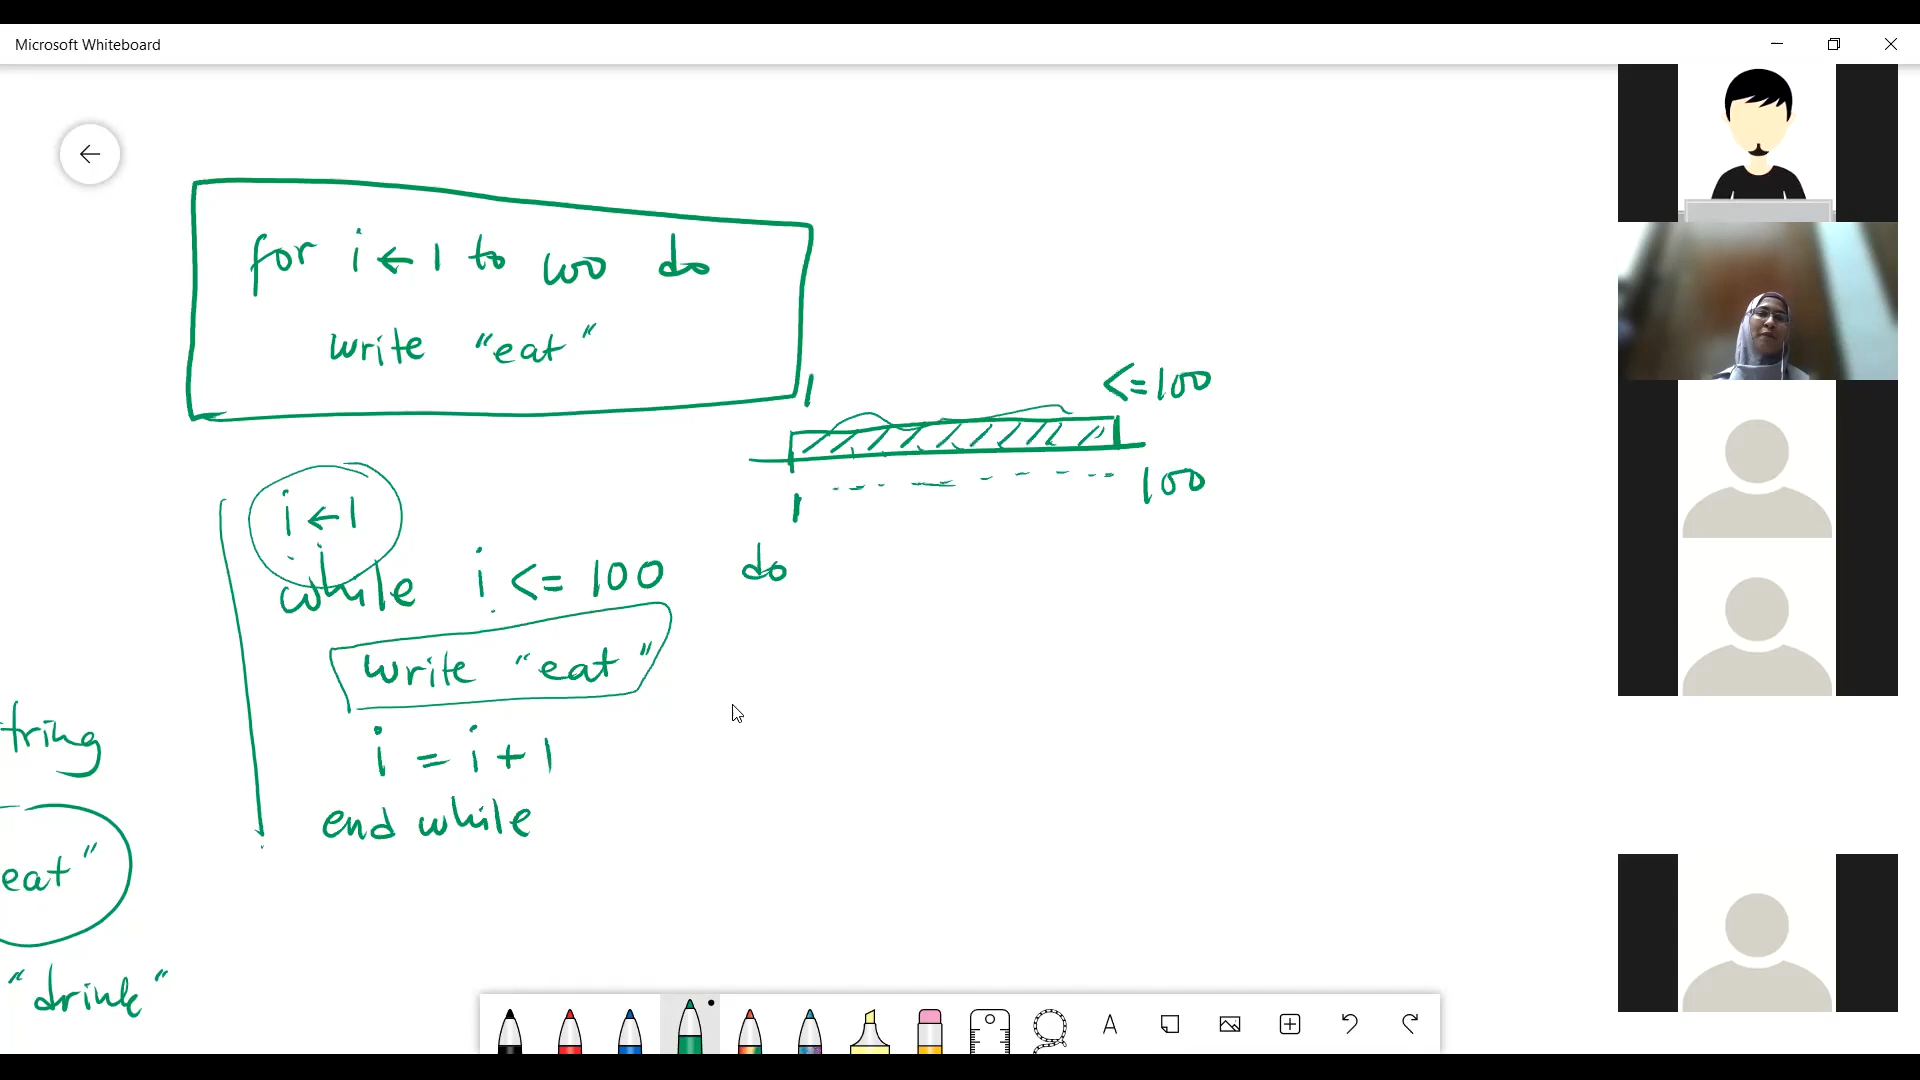 Microsoft Whiteboard
for i ← 1 to 100 do
write "eat"
1
<=100
1
100
i ← 1
while i <= 100 do
write "eat"
i = i + 1
end while
tring
eat"
"drink"
A